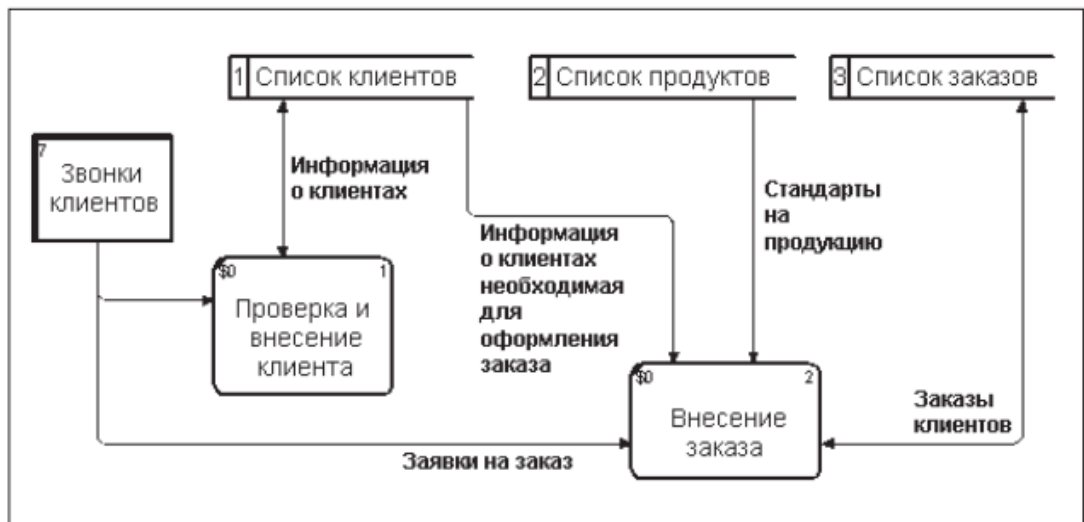 1 Список клиентов
2 Список продуктов
3 Список заказов
7
Звонки
клиентов
Информация
о клиентах
Стандарты
на
продукцию
Информация
о клиентах
необходимая
для
оформления
заказа
$0 1
Проверка и
внесение
клиента
$0 2
Внесение
заказа
Заказы
клиентов
Заявки на заказ